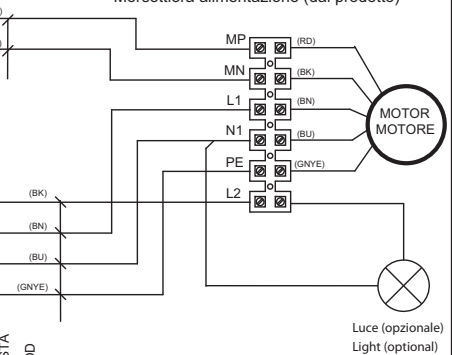 Morsettiera alimentazione (dal prodotto)
MP
(RD)
MN
(BK)
L1
(BN)
MOTOR
MOTORE
N1
(BU)
PE
(GNYE)
L2
(BK)
(BN)
(BU)
(GNYE)
Luce (opzionale)
Light (optional)